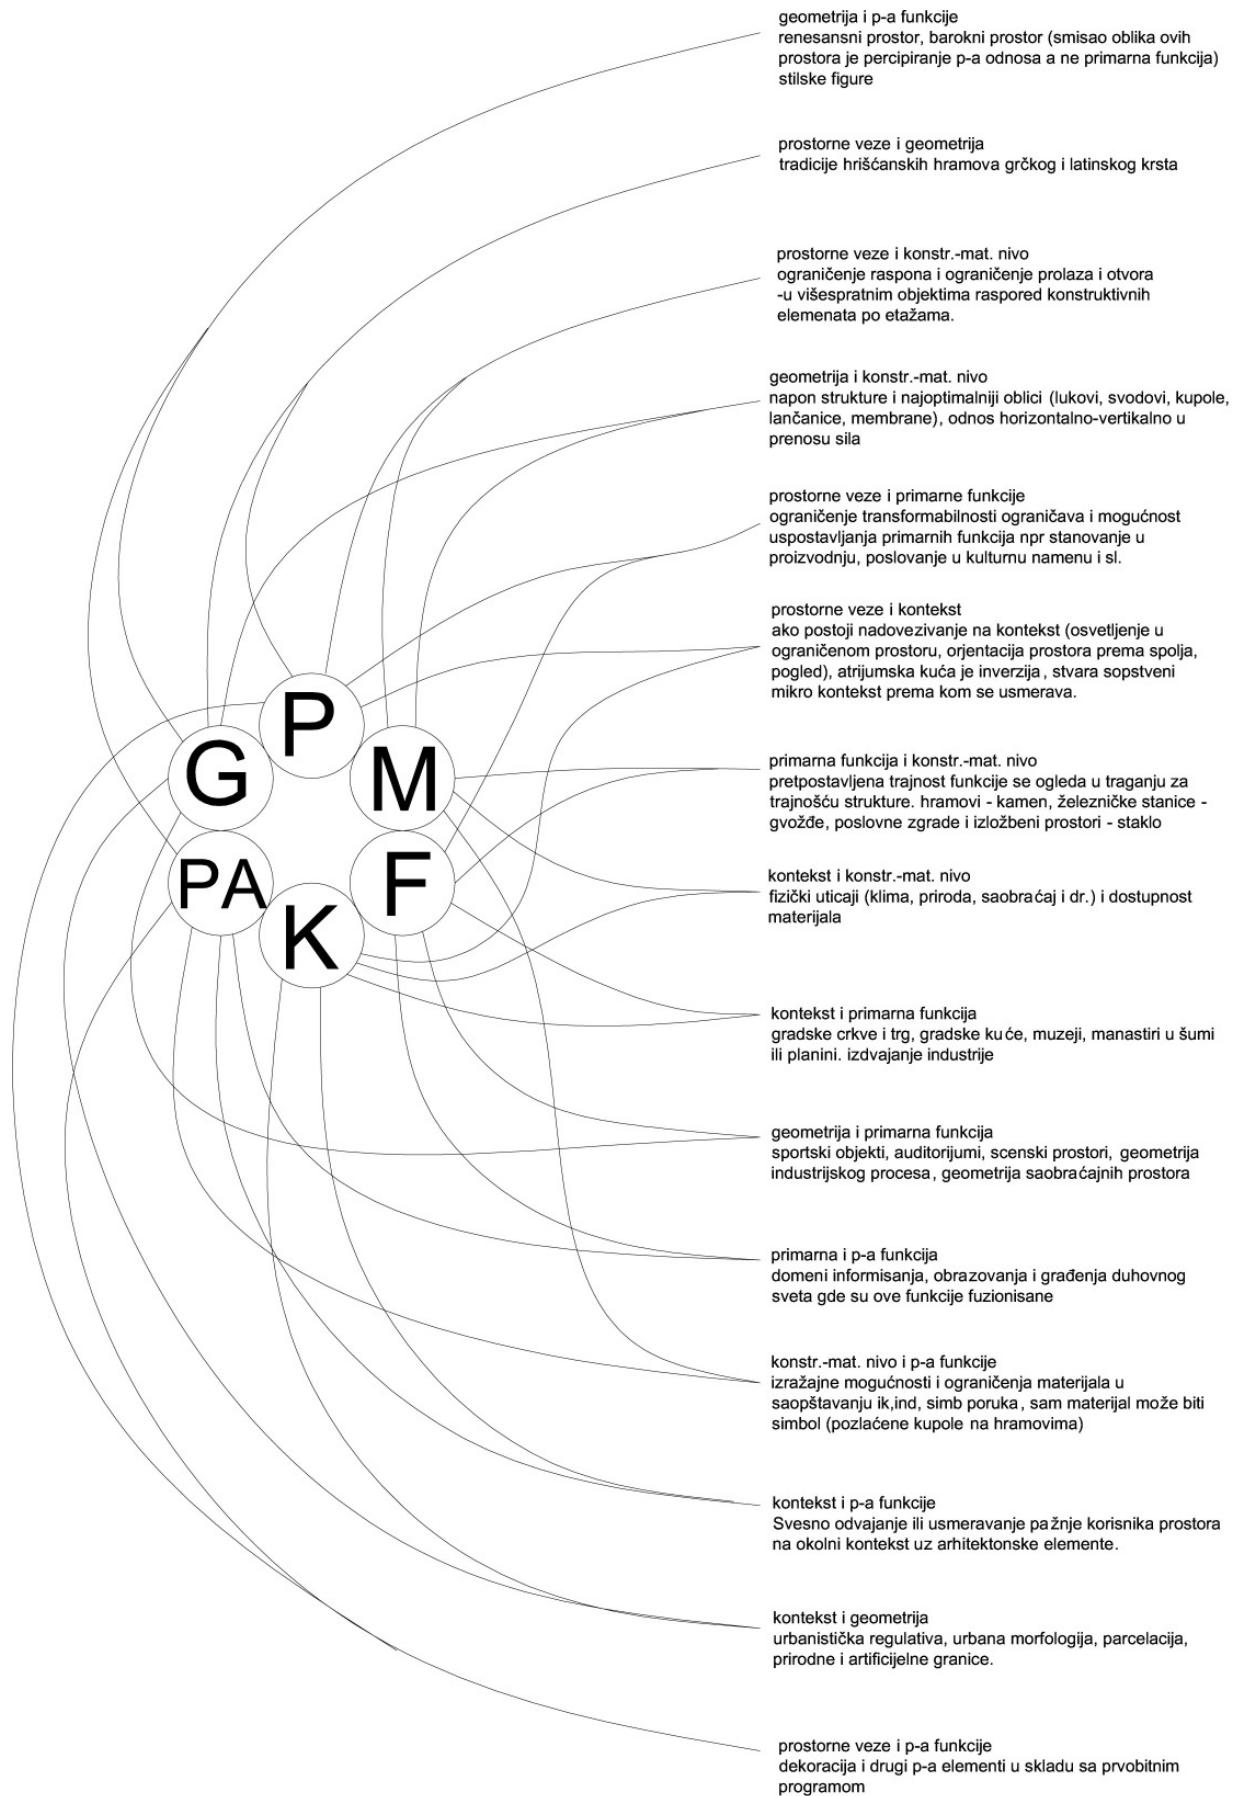 geometrija i p-a funkcije
renesansni prostor, barokni prostor (smisao oblika ovih
prostora je percipiranje p-a odnosa a ne primarna funkcija)
stilske figure
prostorne veze i geometrija
tradicije hrišćanskih hramova grčkog i latinskog krsta
prostorne veze i konstr.-mat. nivo
ograničenje raspona i ograničenje prolaza i otvora
-u višespratnim objektima raspored konstruktivnih
elemenata po etažama.
geometrija i konstr.-mat. nivo
napon strukture i najoptimalniji oblici (lukovi, svodovi, kupole,
lančanice, membrane), odnos horizontalno-vertikalno u
prenosu sila
prostorne veze i primarne funkcije
ograničenje transformabilnosti ograničava i mogućnost
uspostavljanja primarnih funkcija npr stanovanje u
proizvodnju, poslovanje u kulturnu namenu i sl.
prostorne veze i kontekst
ako postoji nadovezivanje na kontekst (osvetljenje u
ograničenom prostoru, orjentacija prostora prema spolja,
pogled), atrijumska kuća je inverzija, stvara sopstveni
mikro kontekst prema kom se usmerava.
P
G
M
PA
F
K
primarna funkcija i konstr.-mat. nivo
pretpostavljena trajnost funkcije se ogleda u traganju za
trajnošću strukture. hramovi - kamen, železničke stanice -
gvožđe, poslovne zgrade i izložbeni prostori - staklo
kontekst i konstr.-mat. nivo
fizički uticaji (klima, priroda, saobraćaj i dr.) i dostupnost
materijala
kontekst i primarna funkcija
gradske crkve i trg, gradske kuće, muzeji, manastiri u šumi
ili planini. izdvajanje industrije
geometrija i primarna funkcija
sportski objekti, auditorijumi, scenski prostori, geometrija
industrijskog procesa, geometrija saobraćajnih prostora
primarna i p-a funkcija
domeni informisanja, obrazovanja i građenja duhovnog
sveta gde su ove funkcije fuzionisane
konstr.-mat. nivo i p-a funkcije
izražajne mogućnosti i ograničenja materijala u
saopštavanju ik,ind, simb poruka, sam materijal može biti
simbol (pozlaćene kupole na hramovima)
kontekst i p-a funkcije
Svesno odvajanje ili usmeravanje pažnje korisnika prostora
na okolni kontekst uz arhitektonske elemente.
kontekst i geometrija
urbanistička regulativa, urbana morfologija, parcelacija,
prirodne i artificijelne granice.
prostorne veze i p-a funkcije
dekoracija i drugi p-a elementi u skladu sa prvobitnim
programom